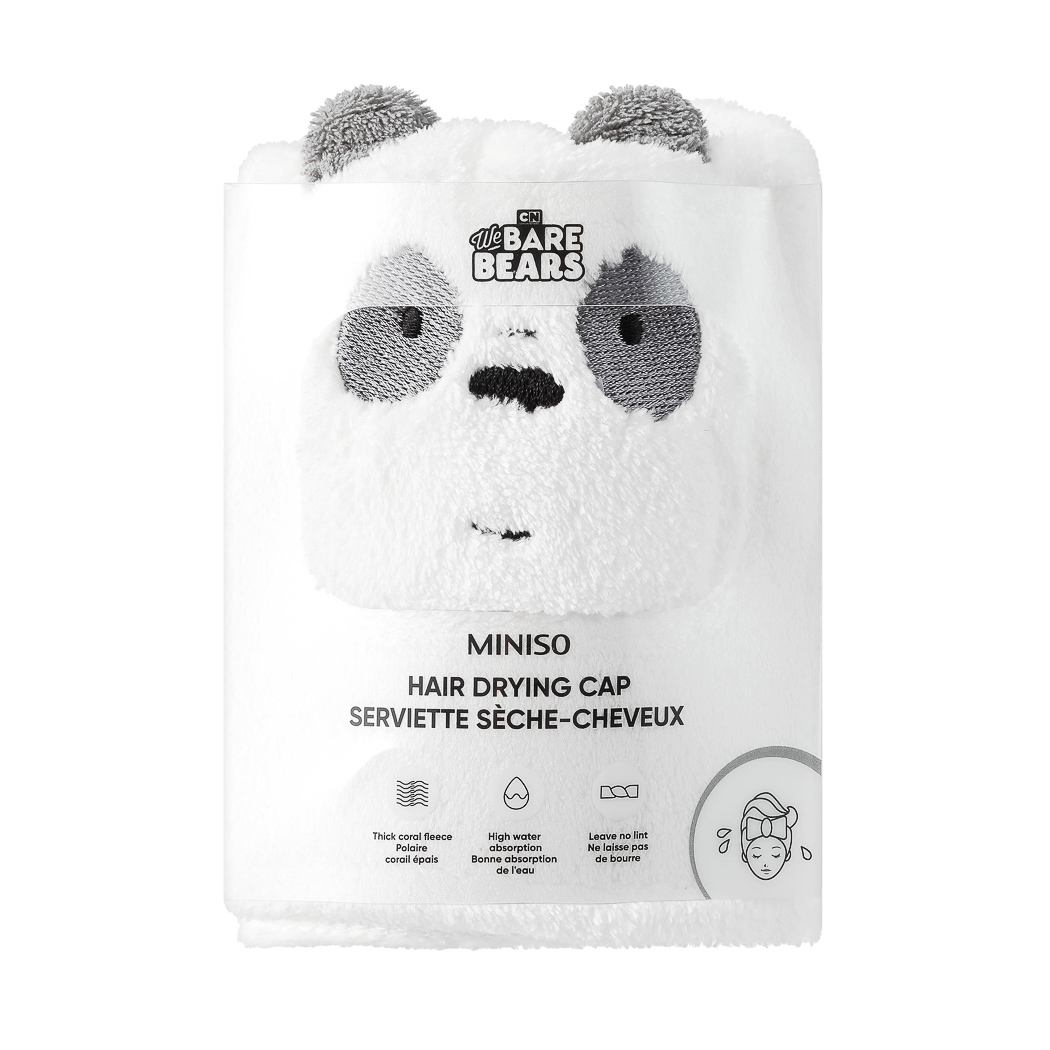 CN
We BARE
BEARS
MINISO
HAIR DRYING CAP
SERVIETTE SÈCHE-CHEVEUX
Thick coral fleece
Polaire
corail épais
High water
absorption
Bonne absorption
de l'eau
Leave no lint
Ne laisse pas
de bourre